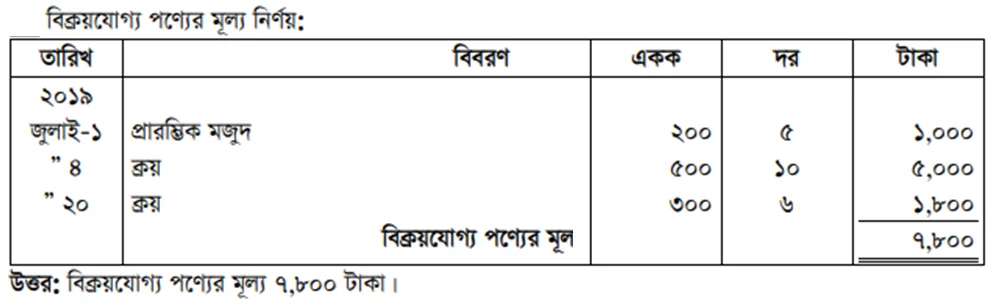 বিক্রয়যোগ্য পণ্যের মূল্য নির্ণয়:
তারিখ বিবরণ একক দর টাকা
২০১৯
জুলাই-১ প্রারম্ভিক মজুদ ২০০ ৫ ১,০০০
” ৪ ক্রয় ৫০০ ১০ ৫,০০০
” ২০ ক্রয় ৩০০ ৬ ১,৮০০
বিক্রয়যোগ্য পণ্যের মূল ৭,৮০০
উত্তর: বিক্রয়যোগ্য পণ্যের মূল্য ৭,৮০০ টাকা।